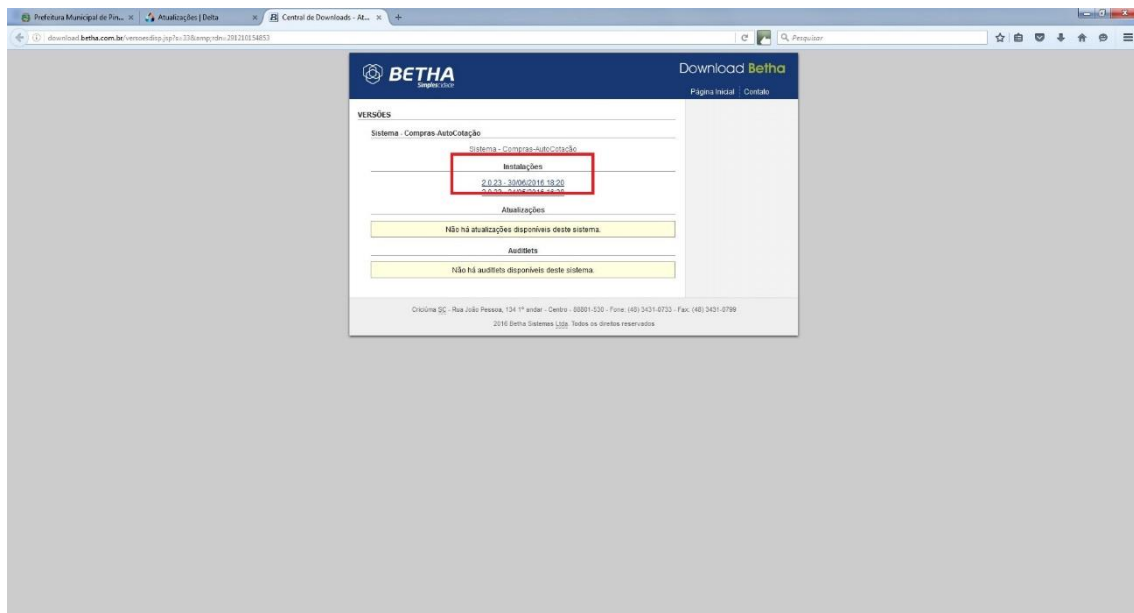 Prefeitura Municipal de Pin...
Atualizações | Delta
Central de Downloads - At...
download.betha.com.br/versoesdisp.jsp?s=33&amp;rdn=291210154853
Pesquisar
BETHA
Simples cidade
Download Betha
Página Inicial
Contato
VERSÕES
Sistema - Compras-AutoCotação
Sistema - Compras-AutoCotação
Instalações
2.0.23 - 30/06/2016 18:20
Atualizações
Não há atualizações disponíveis deste sistema.
Auditlets
Não há auditlets disponíveis deste sistema.
Criciúma SC - Rua João Pessoa, 134 1º andar - Centro - 88801-530 - Fone: (48) 3431-0733 - Fax: (48) 3431-0799
2016 Betha Sistemas Ltda. Todos os direitos reservados